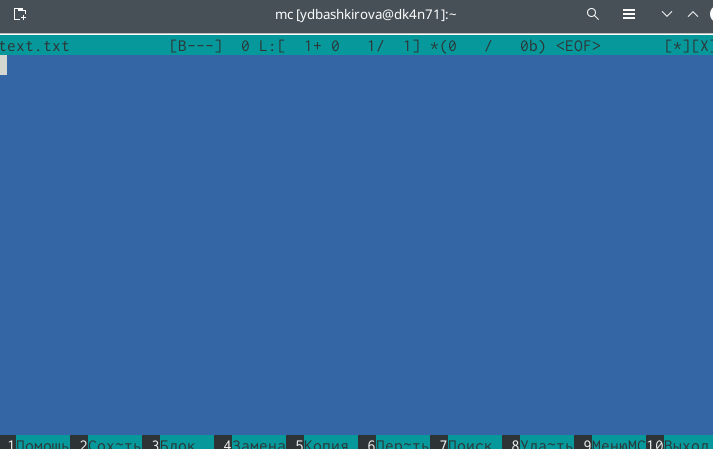 mc [ydbashkirova@dk4n71]:~
text.txt [B---] 0 L:[ 1+ 0 1/ 1] *(0 / 0b) <EOF> [*][X]
1Помощь 2Сох~ть 3Блок 4Замена 5Копия 6Пер~ть 7Поиск 8Уда~ть 9МенюMC 10Выход